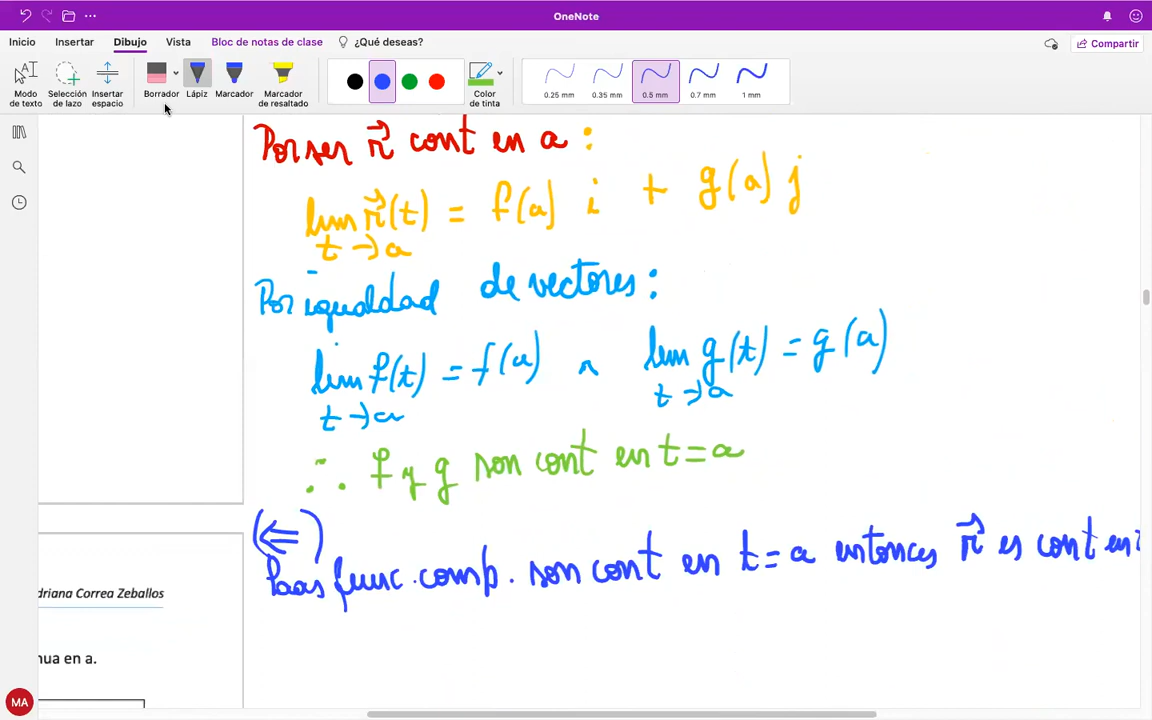 OneNote
Inicio Insertar Dibujo Vista Bloc de notas de clase ¿Qué deseas? Compartir
Modo de texto
Selección de lazo
Insertar espacio
Borrador
Lápiz
Marcador
Marcador de resaltado
Color de tinta
0.25 mm 0.35 mm 0.5 mm 0.7 mm 1 mm
Por ser r⃗ cont en a :
lim r⃗(t) = f(a) i + g(a) j
t → a
Por igualdad de vectores :
lim f(t) = f(a) ∧ lim g(t) = g(a)
t → a t → a
∴ f y g son cont en t = a
(⇐)
func. comp. son cont en t = a entonces r⃗ es cont en
driana Correa Zeballos
nua en a.
MA